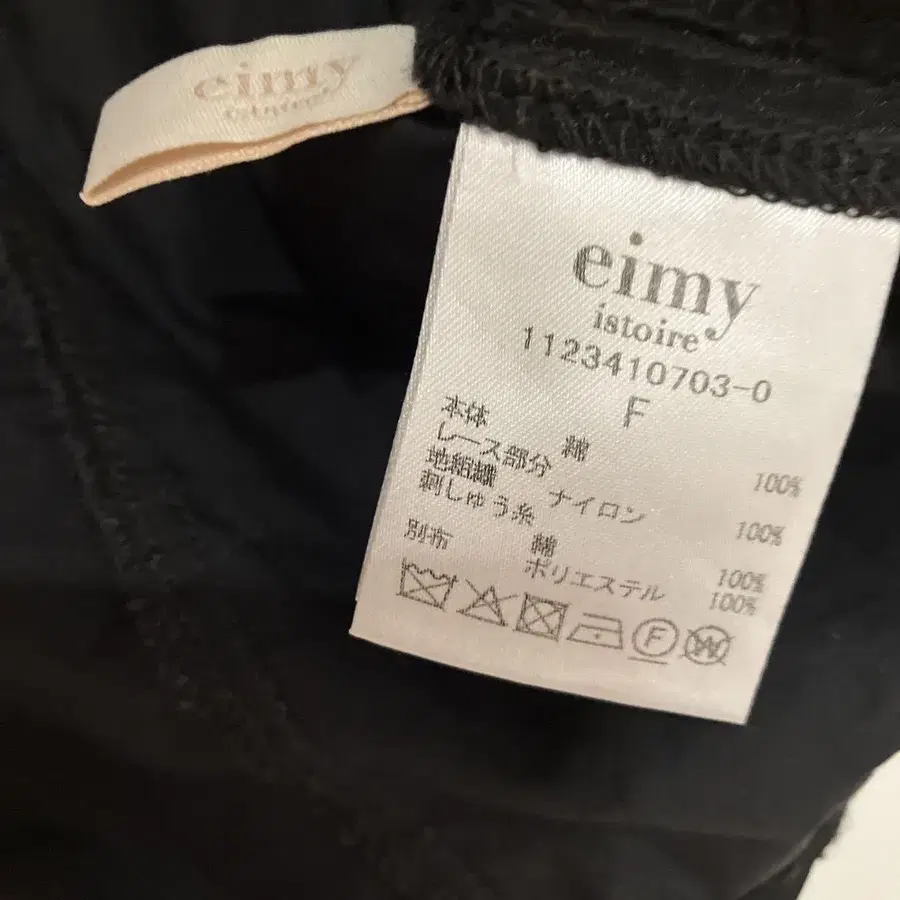 eimy
istoire
eimy
istoire
1123410703-0
F
本体 綿 100%
レース部分
地組織 ナイロン 100%
刺しゅう糸 綿 100%
別布 ポリエステル 100%
F
W